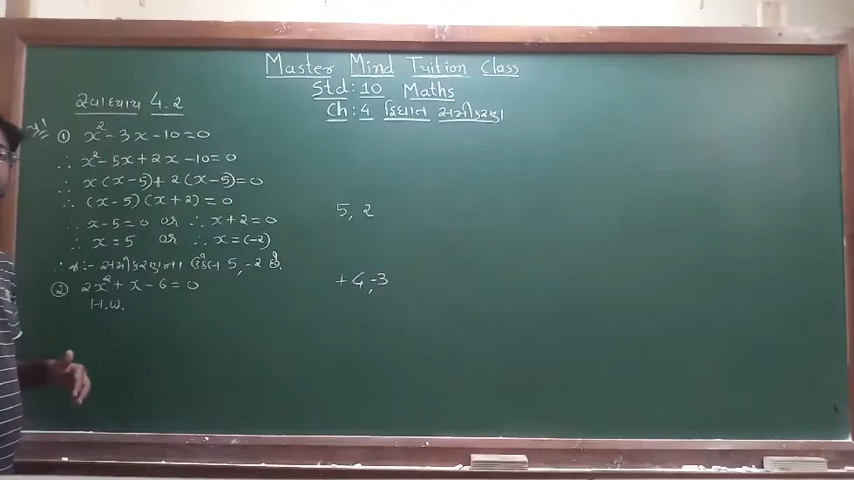 Master Mind Tuition Class
Std: 10 Maths
Ch: 4 દ્વિઘાત સમીકરણ
સ્વાધ્યાય 4.2
પ્ર1 ① x² - 3x - 10 = 0
∴ x² - 5x + 2x - 10 = 0
∴ x(x-5) + 2(x-5) = 0
∴ (x-5)(x+2) = 0
5, 2
∴ x-5=0 or ∴ x+2=0
∴ x=5 or ∴ x=(-2)
∴ જ:- સમીકરણના ઉકેલ 5, -2 છે.
② 2x² + x - 6 = 0
+4, -3
H.W.